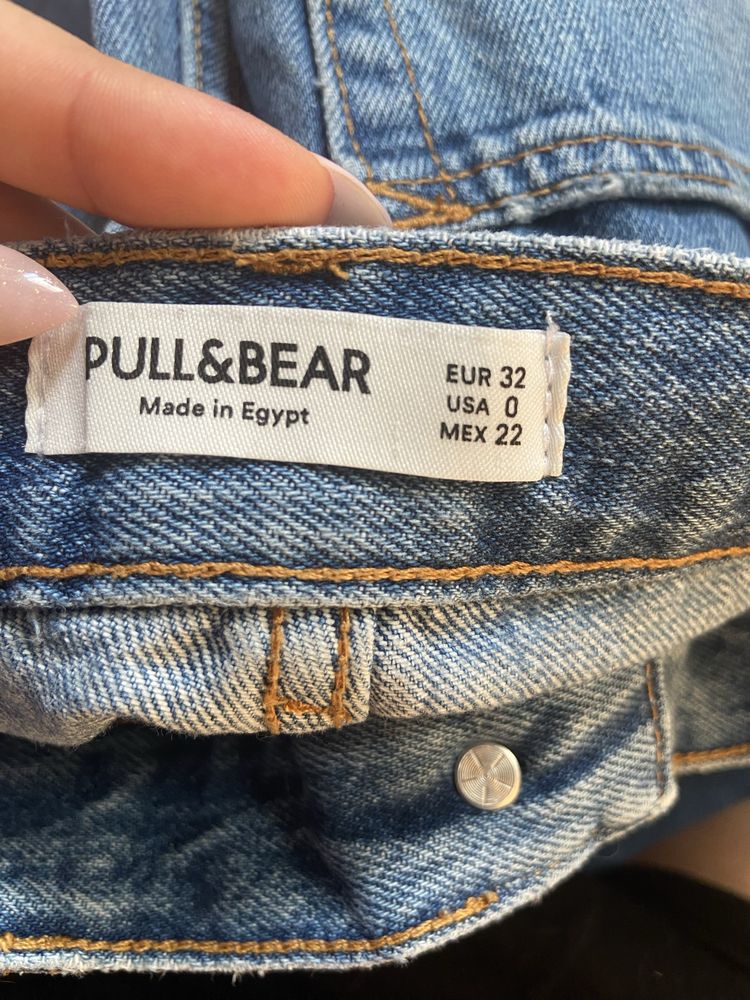 PULL&BEAR
Made in Egypt
EUR 32
USA 0
MEX 22